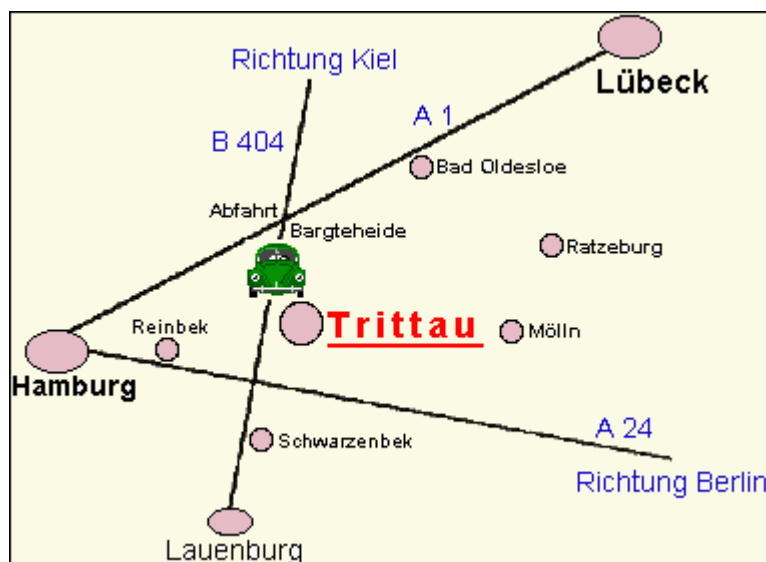 Richtung Kiel
Lübeck
A 1
B 404
Bad Oldesloe
Abfahrt
Bargteheide
Ratzeburg
Reinbek
Trittau
Mölln
Hamburg
A 24
Schwarzenbek
Richtung Berlin
Lauenburg